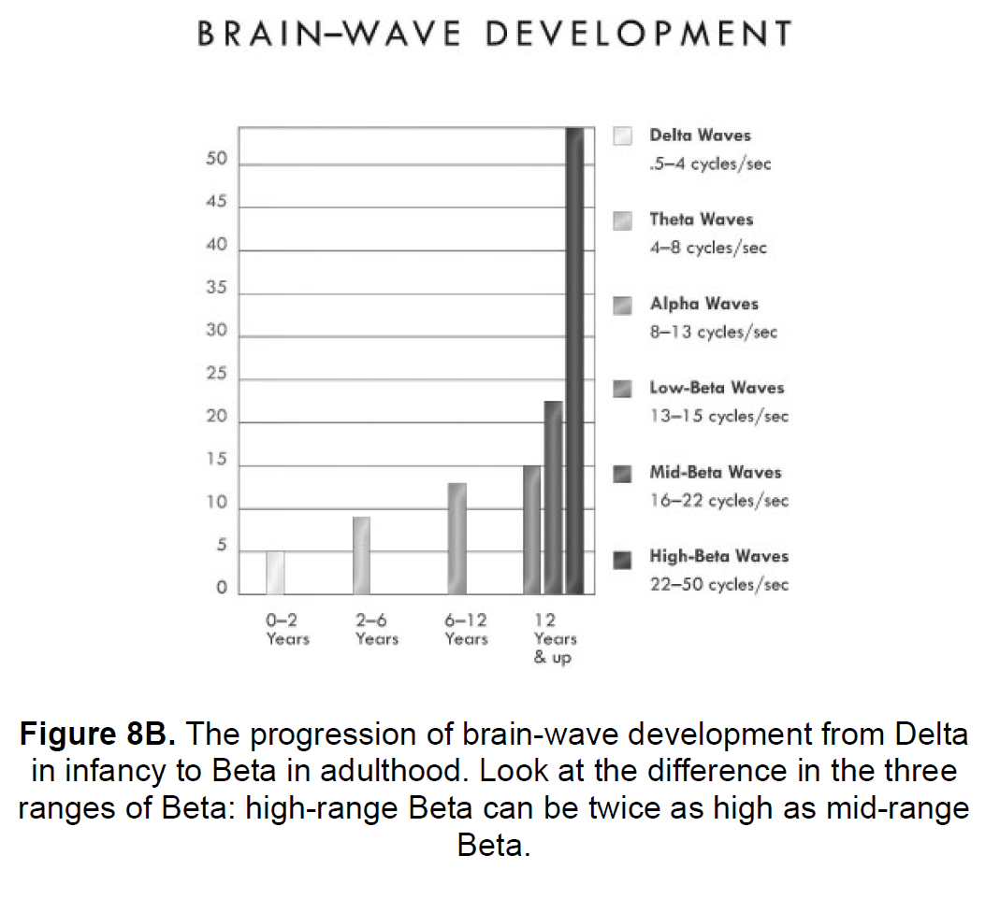 BRAIN–WAVE DEVELOPMENT
50
45
40
35
30
25
20
15
10
5
0
0–2
Years
2–6
Years
6–12
Years
12
Years
& up
Delta Waves
.5–4 cycles/sec
Theta Waves
4–8 cycles/sec
Alpha Waves
8–13 cycles/sec
Low-Beta Waves
13–15 cycles/sec
Mid-Beta Waves
16–22 cycles/sec
High-Beta Waves
22–50 cycles/sec
Figure 8B. The progression of brain-wave development from Delta
in infancy to Beta in adulthood. Look at the difference in the three
ranges of Beta: high-range Beta can be twice as high as mid-range
Beta.